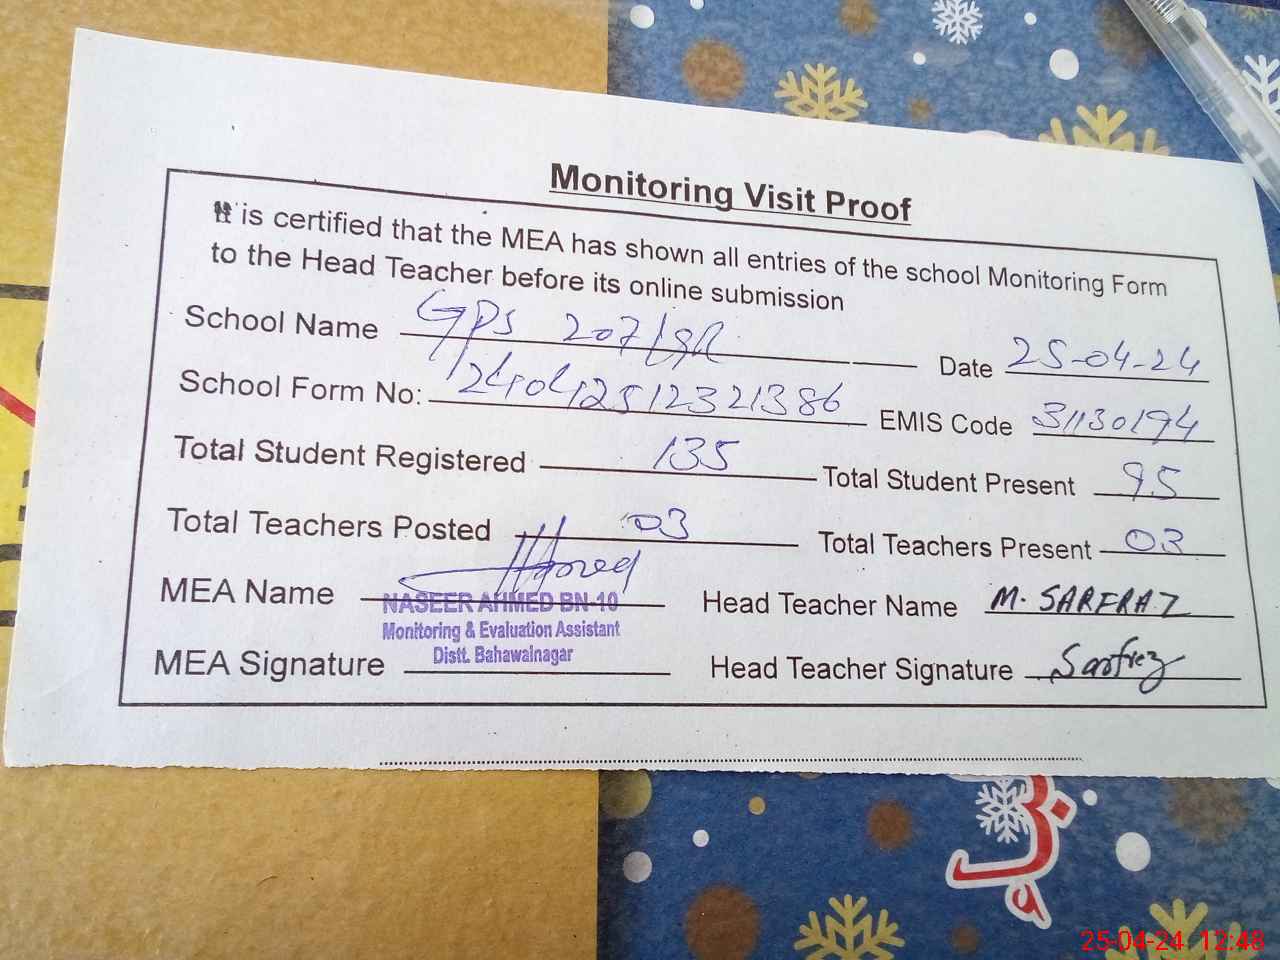 Monitoring Visit Proof
It is certified that the MEA has shown all entries of the school Monitoring Form
to the Head Teacher before its online submission
School Name GPS 207/9R Date 25-04-24
School Form No: 24042512321386 EMIS Code 31130194
Total Student Registered 135 Total Student Present 95
Total Teachers Posted 03 Total Teachers Present 03
MEA Name NASEER AHMED BN-10 Head Teacher Name M. SARFRAZ
Monitoring & Evaluation Assistant
Distt. Bahawalnagar
MEA Signature Head Teacher Signature Sarfraz
25-04-24 12:48